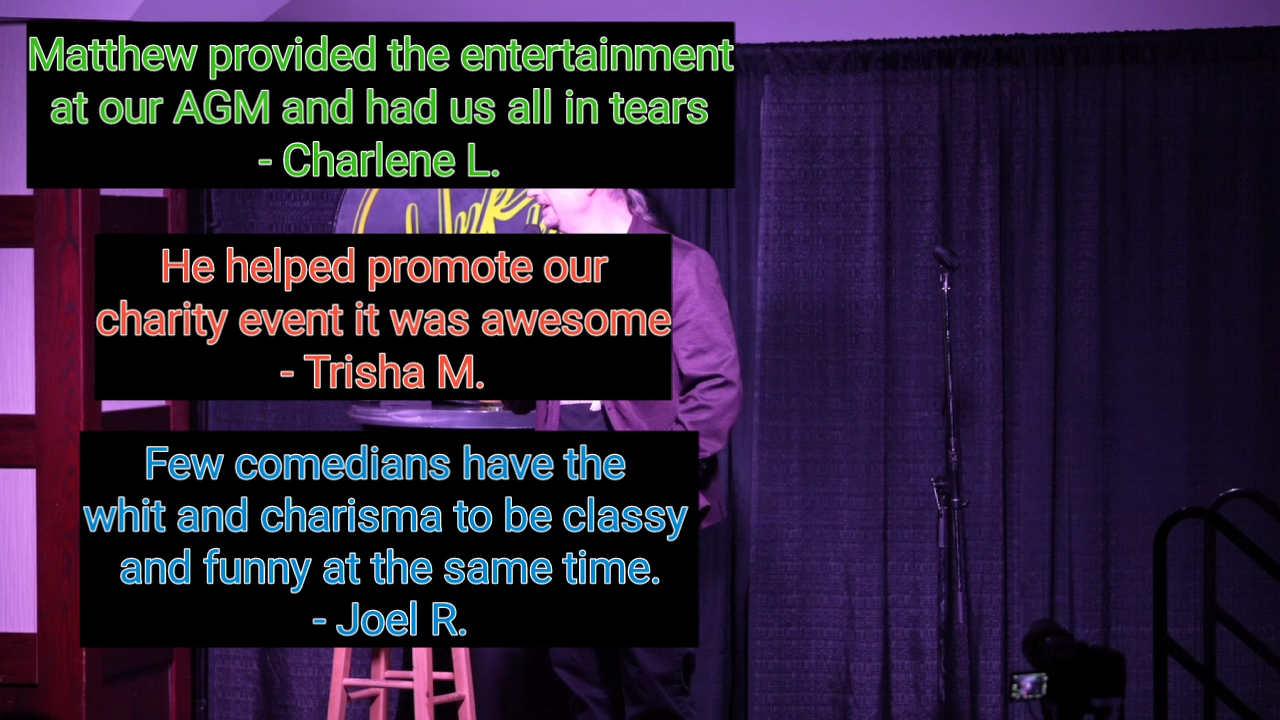 Matthew provided the entertainment
at our AGM and had us all in tears
- Charlene L.
He helped promote our
charity event it was awesome
- Trisha M.
Few comedians have the
whit and charisma to be classy
and funny at the same time.
- Joel R.